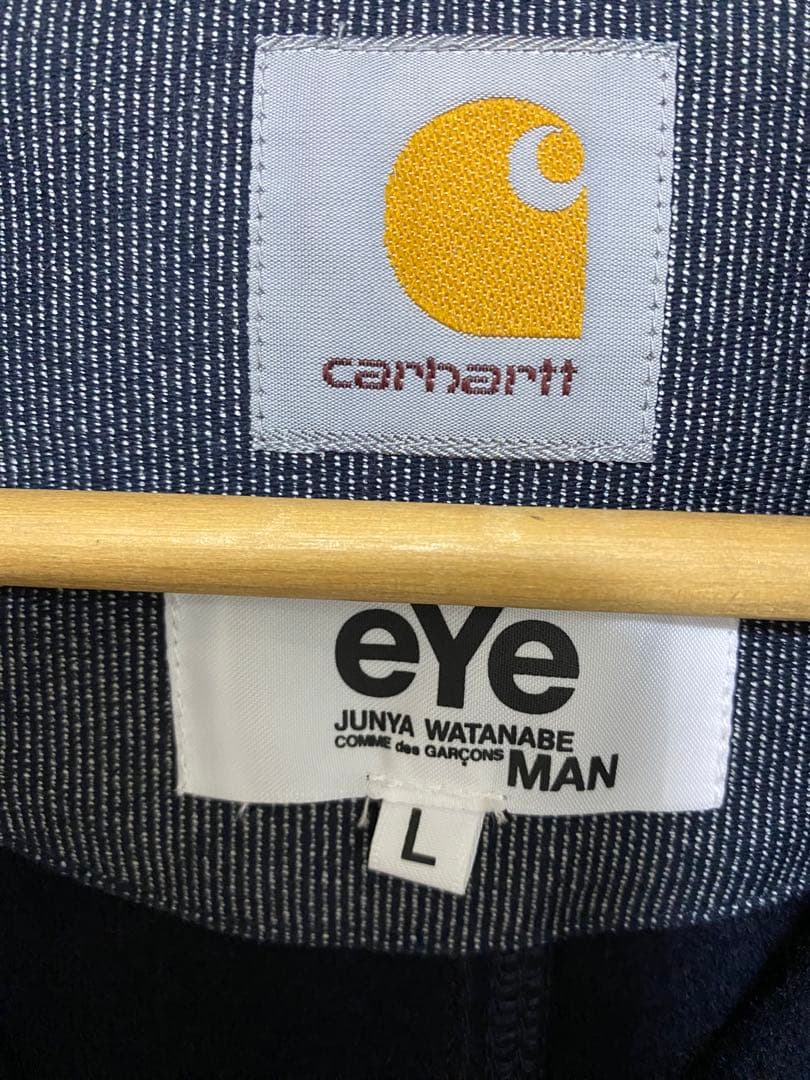 carhartt
eYe
JUNYA WATANABE
COMME des GARÇONS MAN
L